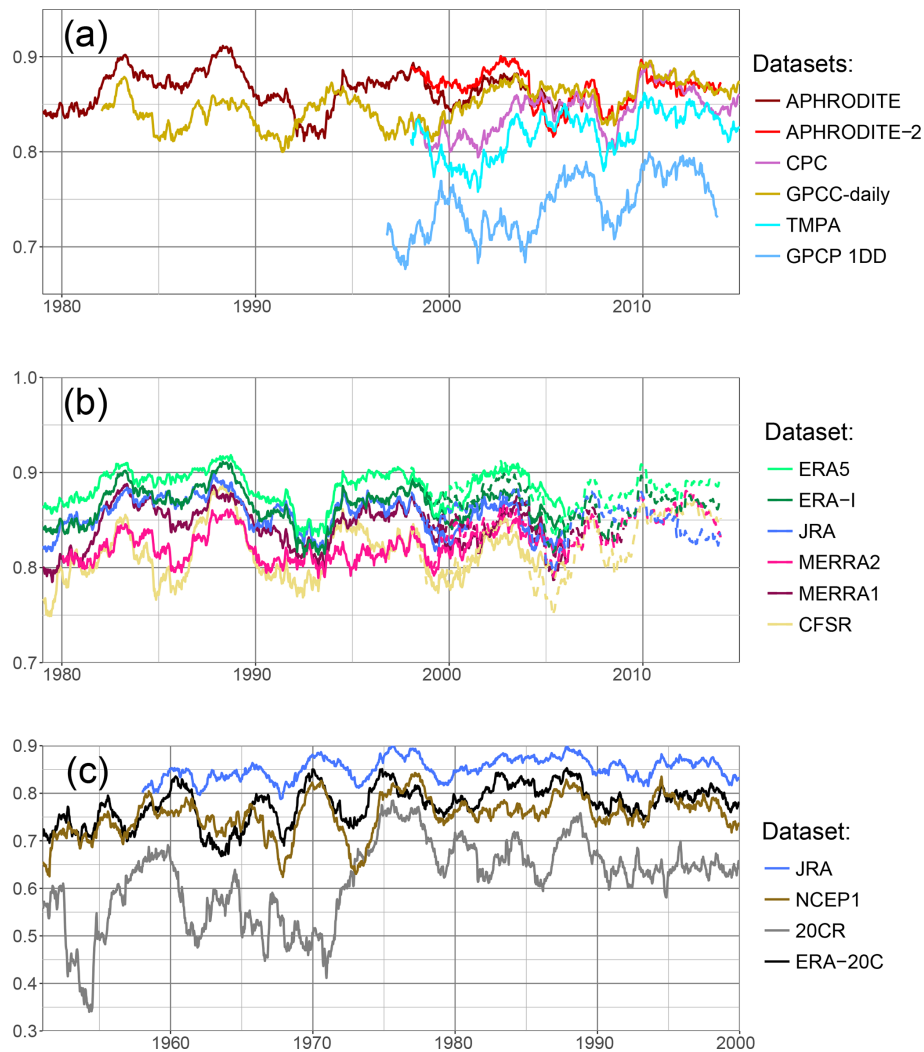 (a)
0.9
0.8
0.7
1980 1990 2000 2010
Datasets:
APHRODITE
APHRODITE−2
CPC
GPCC-daily
TMPA
GPCP 1DD
(b)
1.0
0.9
0.8
0.7
1980 1990 2000 2010
Dataset:
ERA5
ERA−I
JRA
MERRA2
MERRA1
CFSR
(c)
0.9
0.8
0.7
0.6
0.5
0.4
0.3
1960 1970 1980 1990 2000
Dataset:
JRA
NCEP1
20CR
ERA−20C